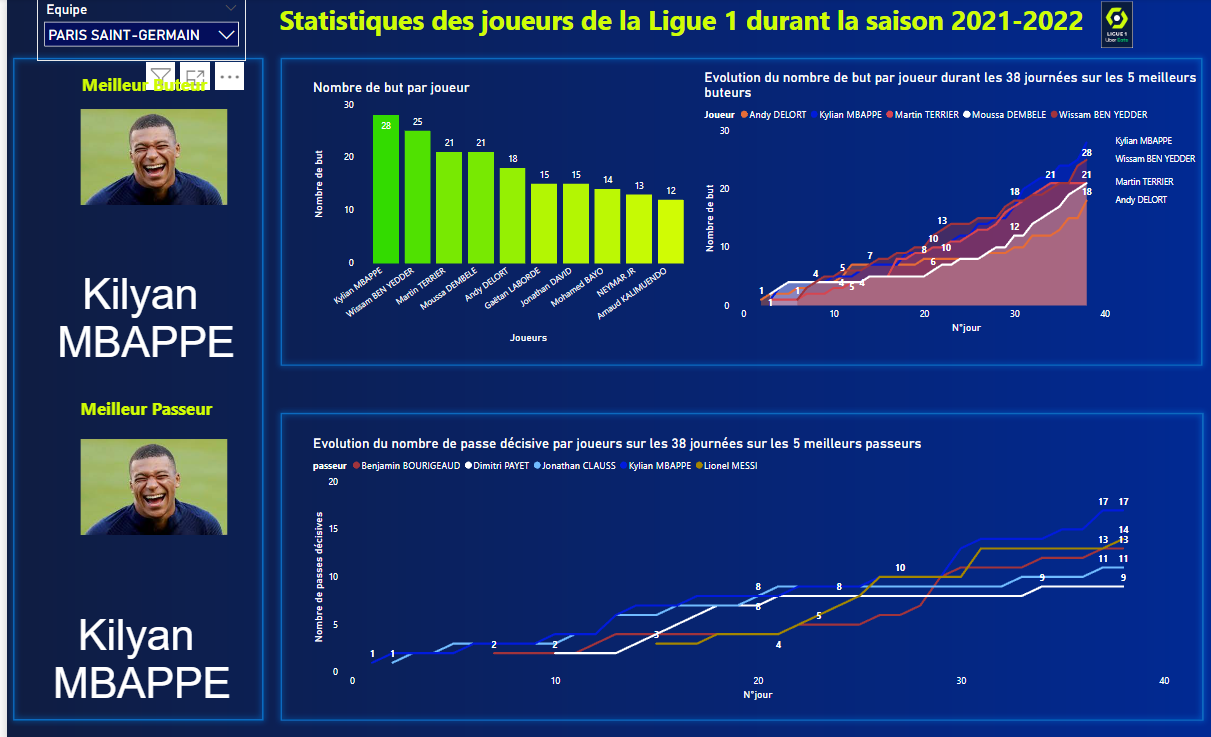 Equipe
PARIS SAINT-GERMAIN
Statistiques des joueurs de la Ligue 1 durant la saison 2021-2022
LIGUE 1
Uber Eats
Meilleur Buteur
Kilyan
MBAPPE
Meilleur Passeur
Kilyan
MBAPPE
Nombre de but par joueur
Nombre de but
30
20
10
0
28
25
21
21
18
15
15
14
13
12
Kylian MBAPPE
Wissam BEN YEDDER
Martin TERRIER
Moussa DEMBELE
Andy DELORT
Gaëtan LABORDE
Jonathan DAVID
Mohamed BAYO
NEYMAR JR
Arnaud KALIMUENDO
Joueurs
Evolution du nombre de but par joueur durant les 38 journées sur les 5 meilleurs
buteurs
Joueur Andy DELORT Kylian MBAPPE Martin TERRIER Moussa DEMBELE Wissam BEN YEDDER
Nombre de but
30
20
10
0
1
1
1
4
5
4
5
4
7
8
10
13
6
10
18
12
21
28
21
18
Kylian MBAPPE
Wissam BEN YEDDER
Martin TERRIER
Andy DELORT
0 10 20 30 40
N°jour
Evolution du nombre de passe décisive par joueurs sur les 38 journées sur les 5 meilleurs passeurs
passeur Benjamin BOURIGEAUD Dimitri PAYET Jonathan CLAUSS Kylian MBAPPE Lionel MESSI
Nombre de passes décisives
20
15
10
5
0
1
1
2
2
3
8
8
4
5
8
10
9
17
17
14
13
13
11
11
9
0 10 20 30 40
N°jour